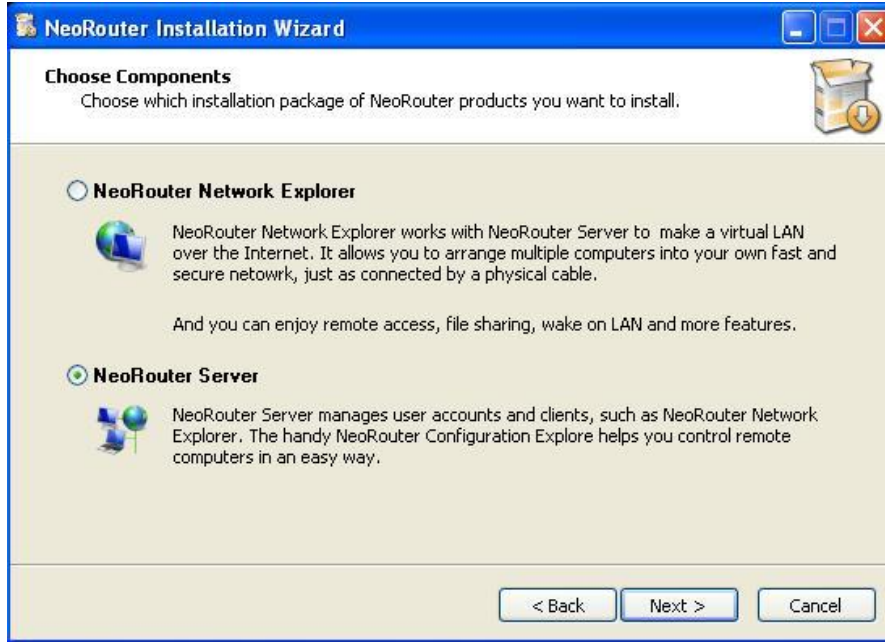 NeoRouter Installation Wizard
Choose Components
Choose which installation package of NeoRouter products you want to install.
NeoRouter Network Explorer
NeoRouter Network Explorer works with NeoRouter Server to make a virtual LAN
over the Internet. It allows you to arrange multiple computers into your own fast and
secure netowrk, just as connected by a physical cable.
And you can enjoy remote access, file sharing, wake on LAN and more features.
NeoRouter Server
NeoRouter Server manages user accounts and clients, such as NeoRouter Network
Explorer. The handy NeoRouter Configuration Explore helps you control remote
computers in an easy way.
< Back Next > Cancel